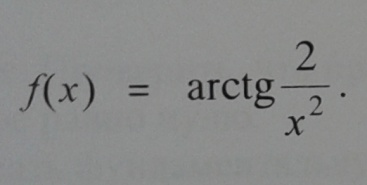 f(x) = arctg 2/x².